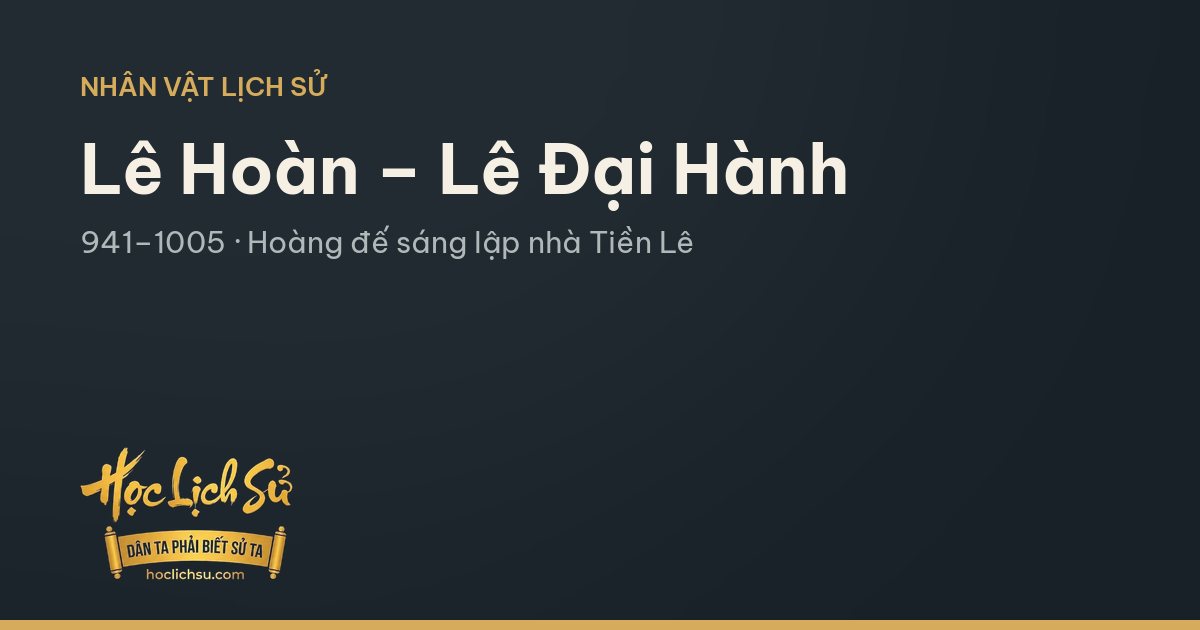 NHÂN VẬT LỊCH SỬ
Lê Hoàn – Lê Đại Hành
941–1005 · Hoàng đế sáng lập nhà Tiền Lê
Học Lịch Sử
DÂN TA PHẢI BIẾT SỬ TA
hoclichsu.com